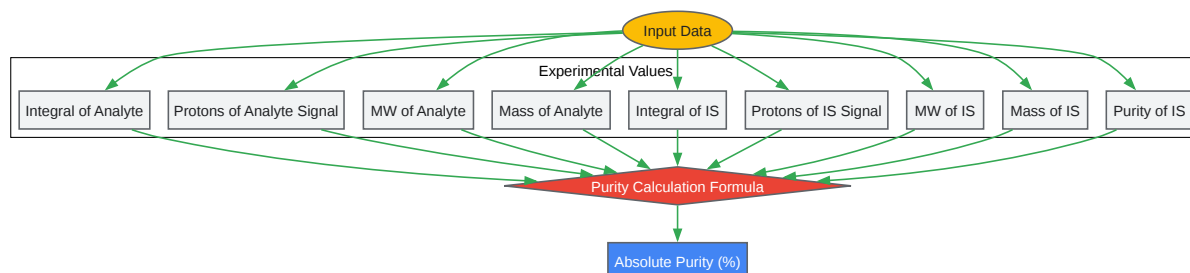 Input Data
Experimental Values
Integral of Analyte
Protons of Analyte Signal
MW of Analyte
Mass of Analyte
Integral of IS
Protons of IS Signal
MW of IS
Mass of IS
Purity of IS
Purity Calculation Formula
Absolute Purity (%)